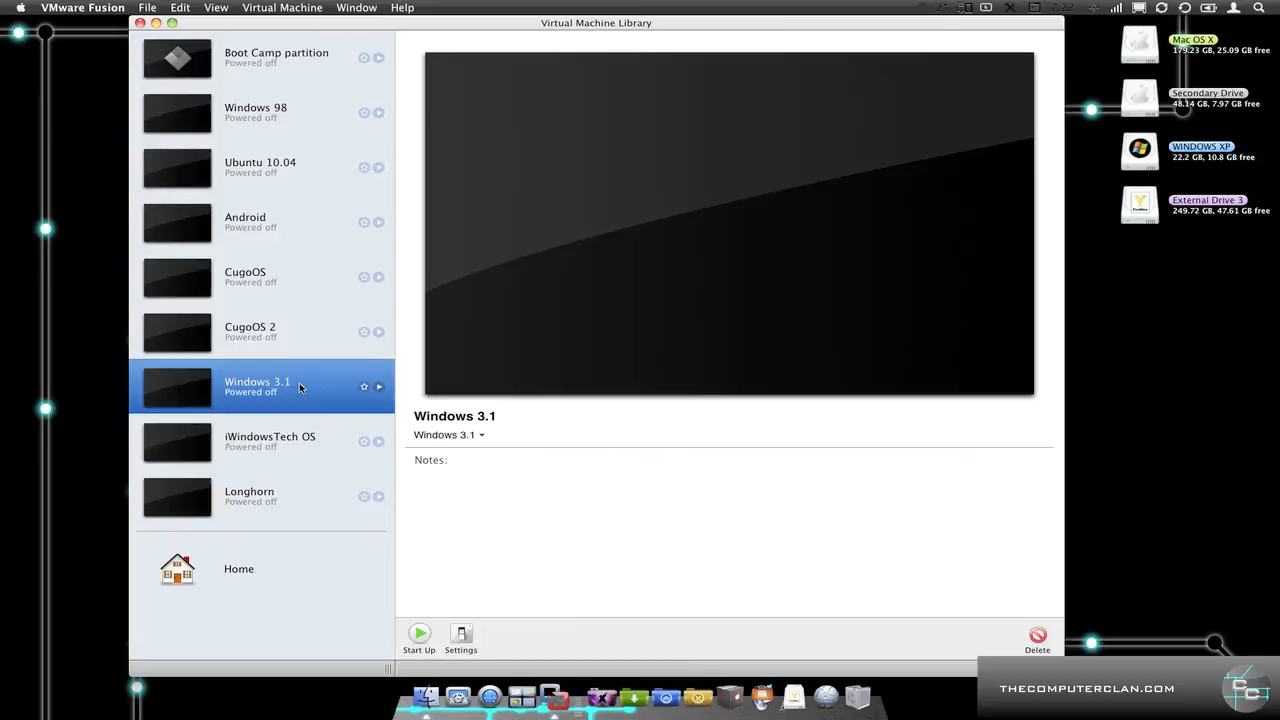 VMware Fusion File Edit View Virtual Machine Window Help
Virtual Machine Library
Boot Camp partition
Powered off
Windows 98
Powered off
Ubuntu 10.04
Powered off
Android
Powered off
CugoOS
Powered off
CugoOS 2
Powered off
Windows 3.1
Powered off
iWindowsTech OS
Powered off
Longhorn
Powered off
Home
Windows 3.1
Windows 3.1
Notes:
Start Up
Settings
Delete
Mac OS X
179.23 GB, 25.09 GB free
Secondary Drive
48.14 GB, 7.97 GB free
WINDOWS XP
22.2 GB, 10.8 GB free
External Drive 3
249.72 GB, 47.61 GB free
THECOMPUTERCLAN.COM